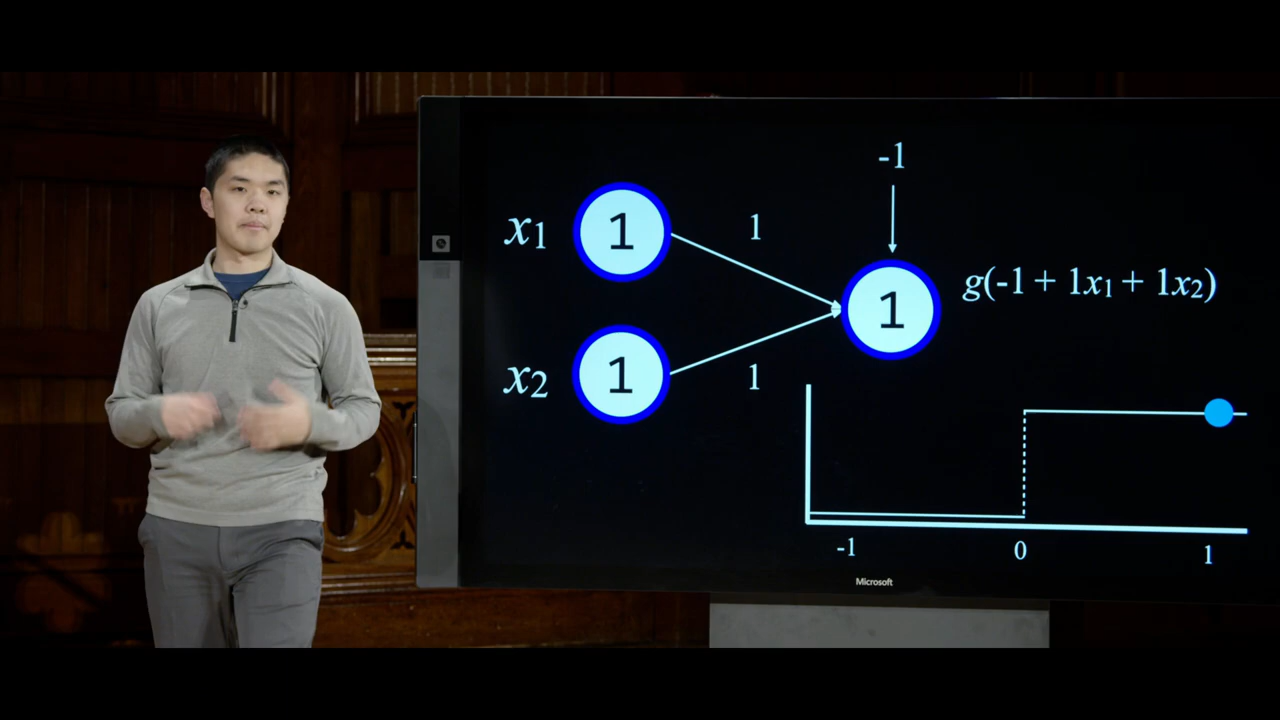 -1
x1 1 1
1 g(-1 + 1x1 + 1x2)
x2 1 1
-1 0 1
Microsoft